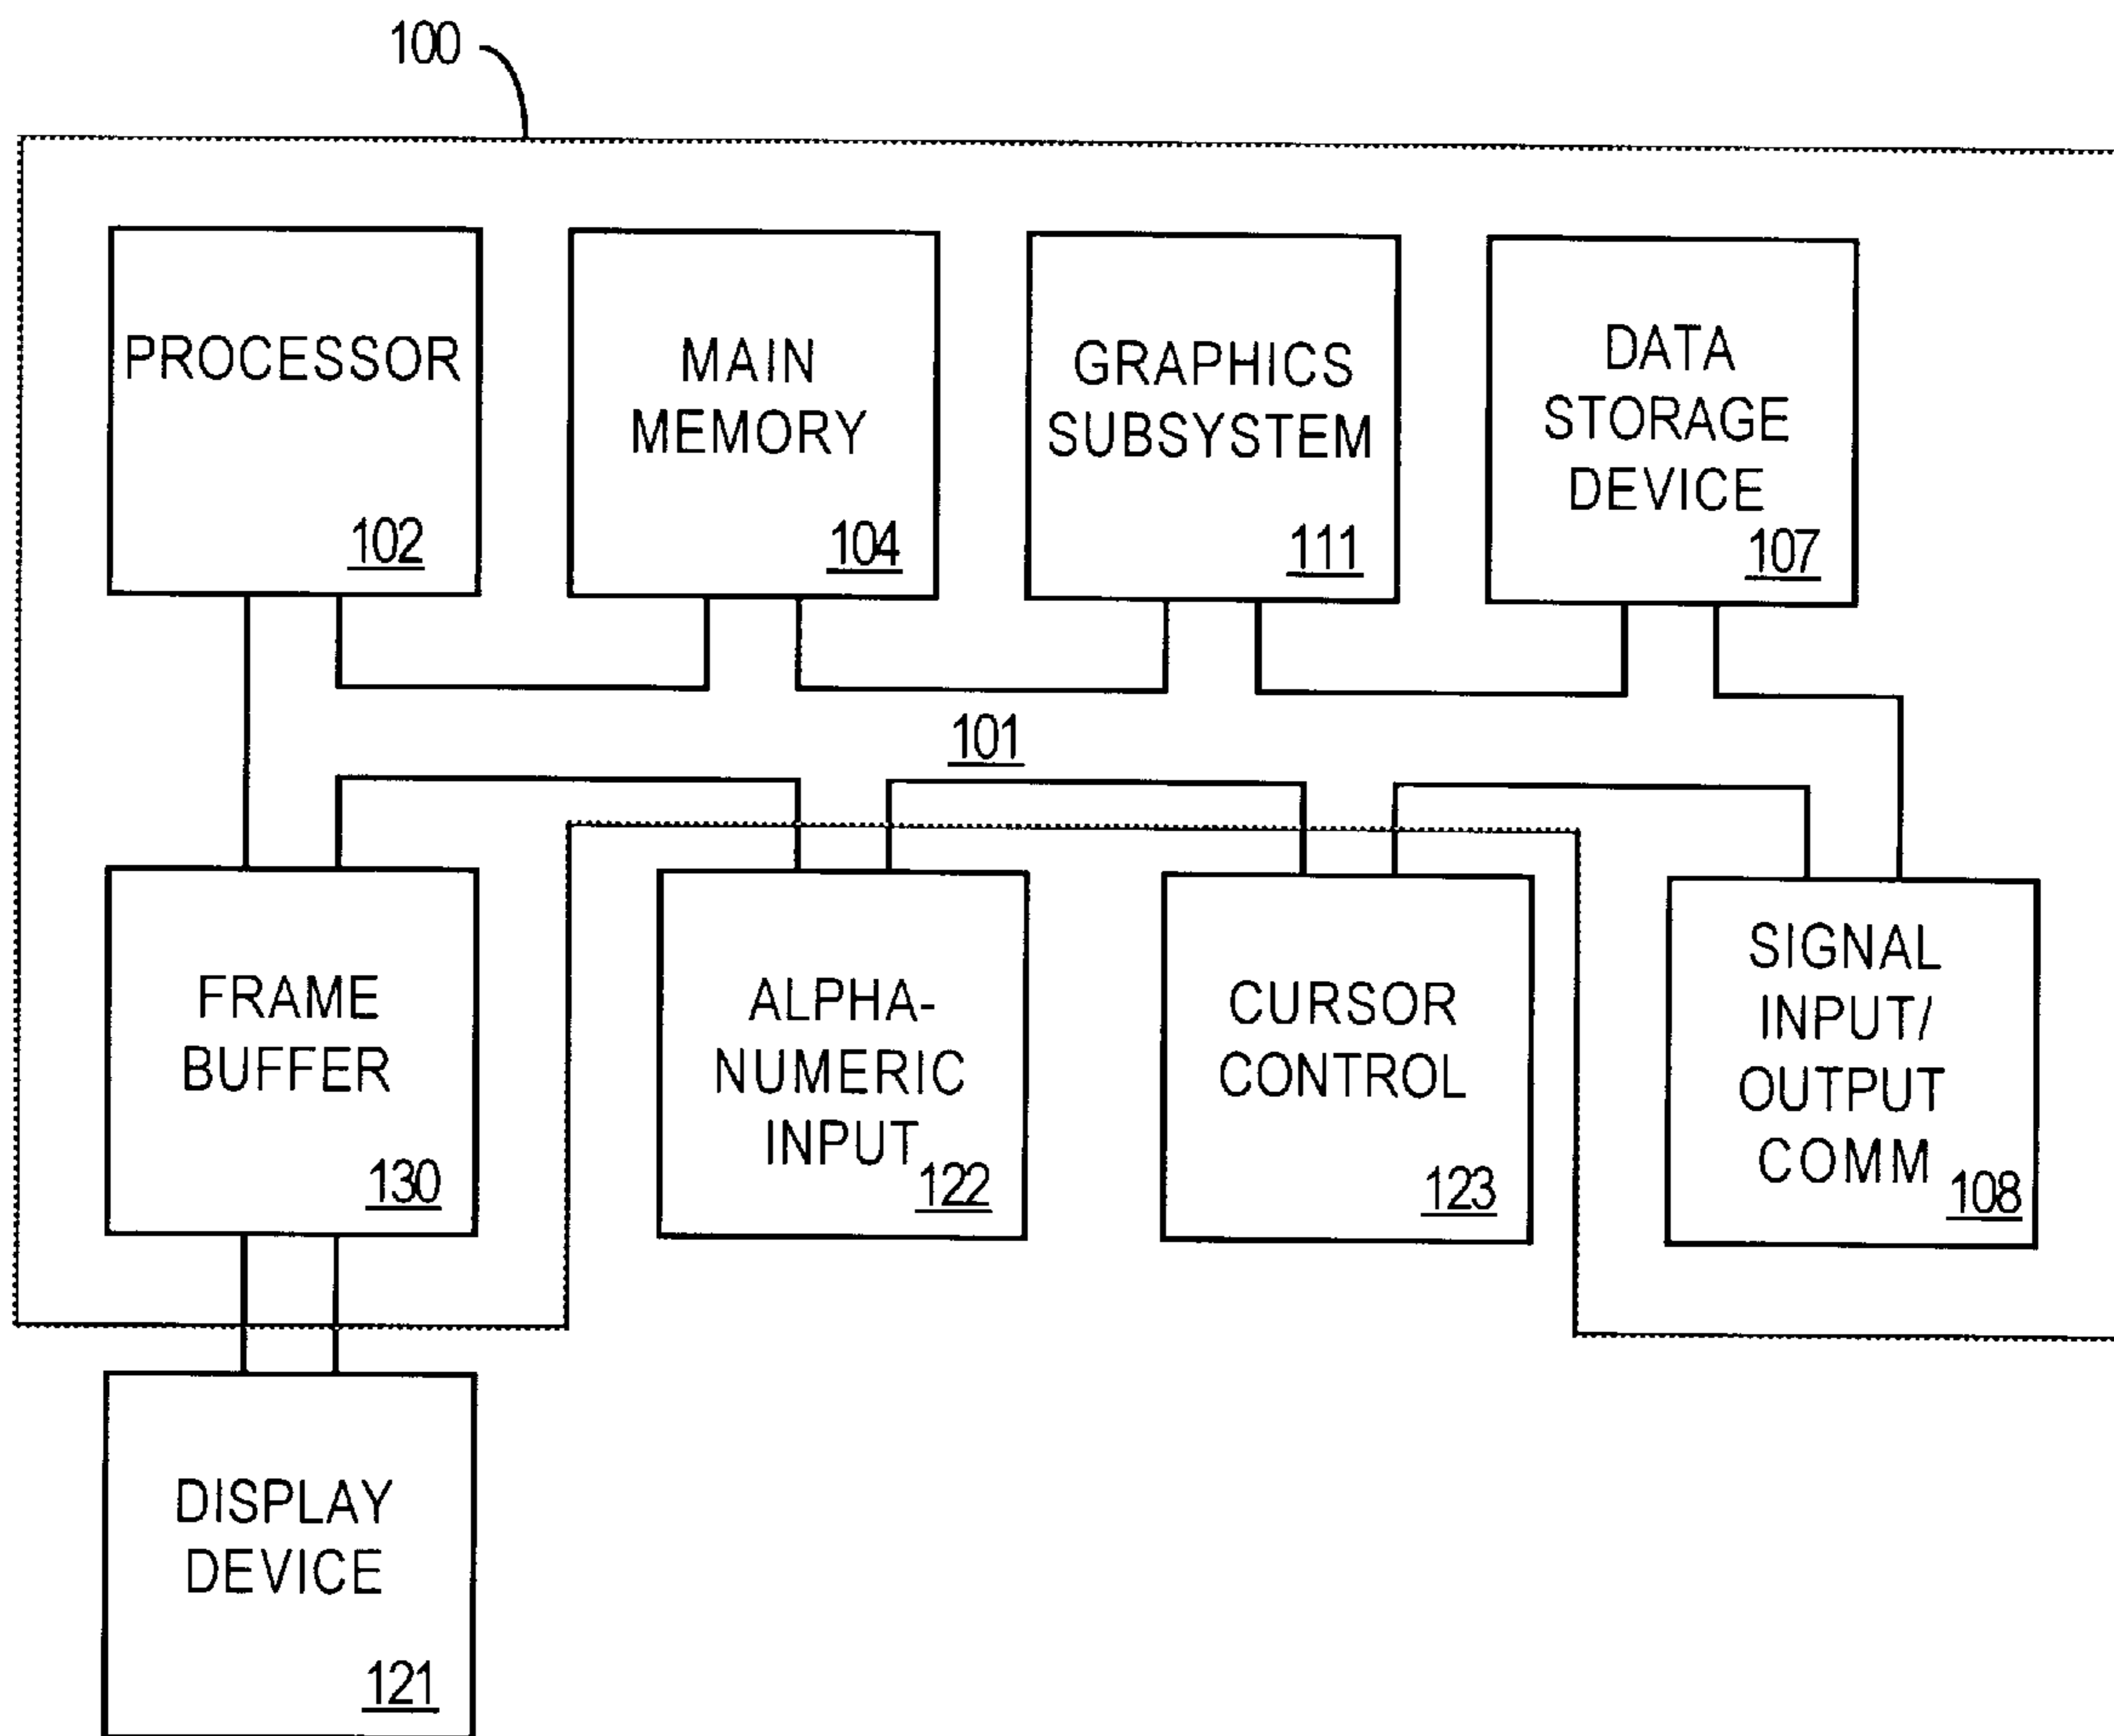 100
PROCESSOR
102
MAIN
MEMORY
104
GRAPHICS
SUBSYSTEM
111
DATA
STORAGE
DEVICE
107
101
FRAME
BUFFER
130
ALPHA-
NUMERIC
INPUT
122
CURSOR
CONTROL
123
SIGNAL
INPUT/
OUTPUT
COMM
108
DISPLAY
DEVICE
121